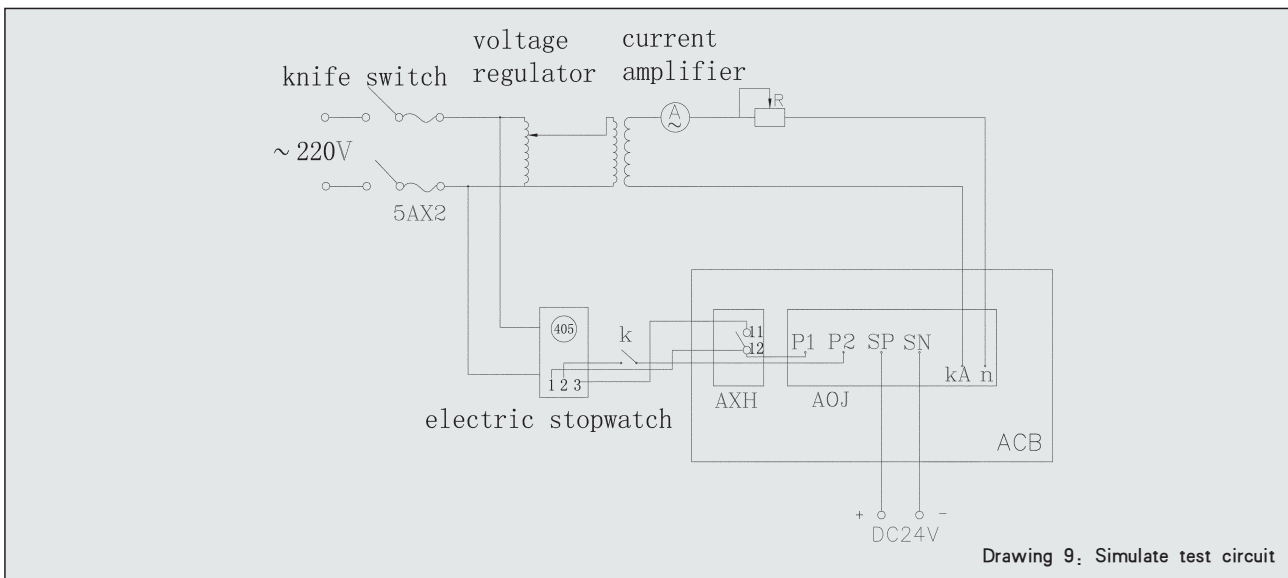 voltage
regulator
current
amplifier
knife switch
A
~
R
~220V
5AX2
405
k
1 2 3
11
12
P1 P2 SP SN
kA n
AXH
AOJ
electric stopwatch
ACB
+ -
DC24V
Drawing 9: Simulate test circuit